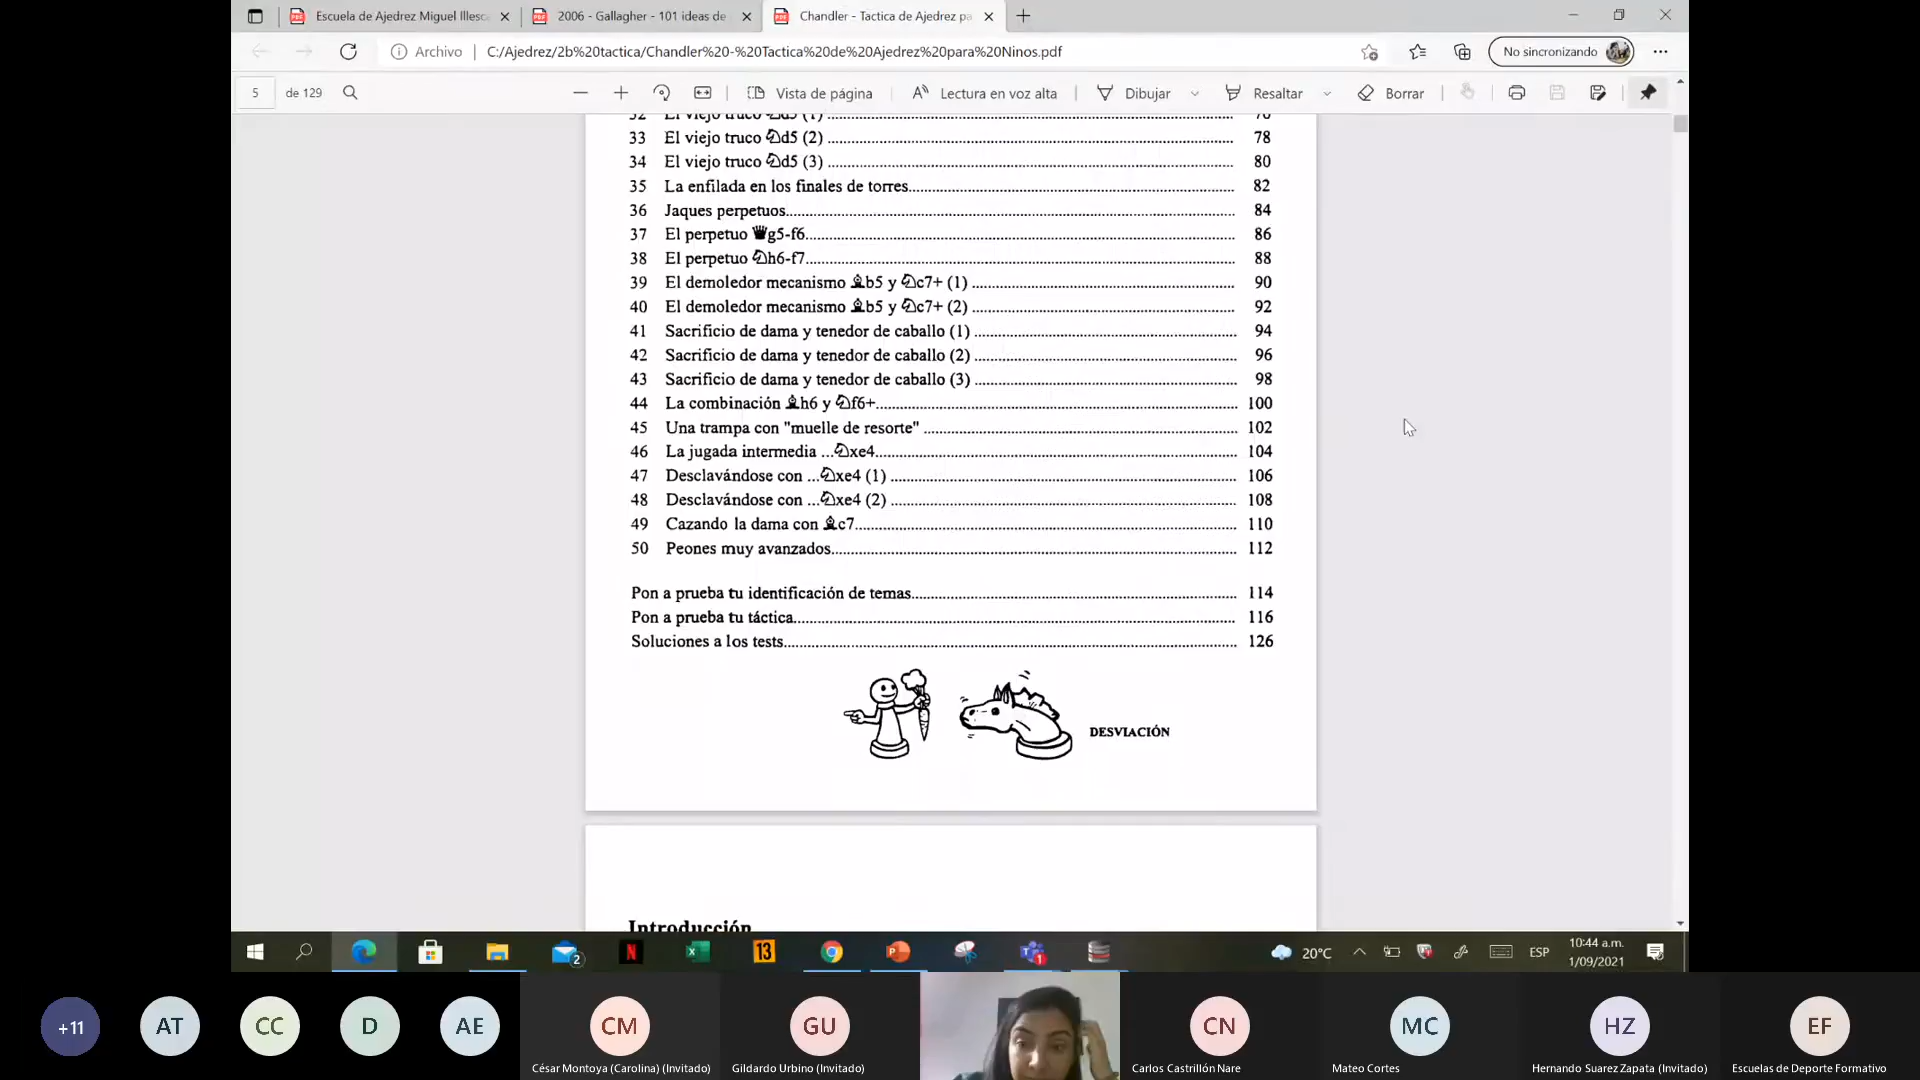 Escuela de Ajedrez Miguel Illesc
2006 - Gallagher - 101 ideas de
Chandler - Tactica de Ajedrez pa
Archivo | C:/Ajedrez/2b%20tactica/Chandler%20-%20Tactica%20de%20Ajedrez%20para%20Ninos.pdf
No sincronizando
5 de 129
Vista de página
Lectura en voz alta
Dibujar
Resaltar
Borrar
32 El viejo truco ♘d5 (1) 76
33 El viejo truco ♘d5 (2) 78
34 El viejo truco ♘d5 (3) 80
35 La enfilada en los finales de torres 82
36 Jaques perpetuos 84
37 El perpetuo ♛g5-f6 86
38 El perpetuo ♘h6-f7 88
39 El demoledor mecanismo ♝b5 y ♘c7+ (1) 90
40 El demoledor mecanismo ♝b5 y ♘c7+ (2) 92
41 Sacrificio de dama y tenedor de caballo (1) 94
42 Sacrificio de dama y tenedor de caballo (2) 96
43 Sacrificio de dama y tenedor de caballo (3) 98
44 La combinación ♝h6 y ♘f6+ 100
45 Una trampa con "muelle de resorte" 102
46 La jugada intermedia ...♘xe4 104
47 Desclavándose con ...♘xe4 (1) 106
48 Desclavándose con ...♘xe4 (2) 108
49 Cazando la dama con ♝c7 110
50 Peones muy avanzados 112
Pon a prueba tu identificación de temas 114
Pon a prueba tu táctica 116
Soluciones a los tests 126
DESVIACIÓN
Introducción
2
N
13
1
20°C
ESP
10:44 a.m.
1/09/2021
+11
AT
CC
D
AE
CM
GU
CN
MC
HZ
EF
César Montoya (Carolina) (Invitado)
Gildardo Urbino (Invitado)
Carlos Castrillón Nare
Mateo Cortes
Hernando Suarez Zapata (Invitado)
Escuelas de Deporte Formativo